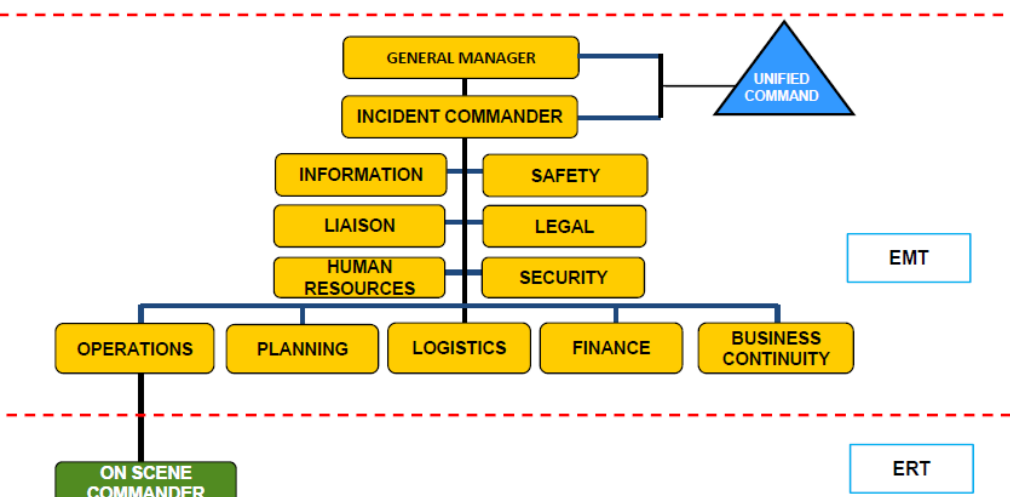 GENERAL MANAGER
UNIFIED
COMMAND
INCIDENT COMMANDER
INFORMATION
SAFETY
LIAISON
LEGAL
EMT
HUMAN
RESOURCES
SECURITY
OPERATIONS
PLANNING
LOGISTICS
FINANCE
BUSINESS
CONTINUITY
ON SCENE
COMMANDER
ERT